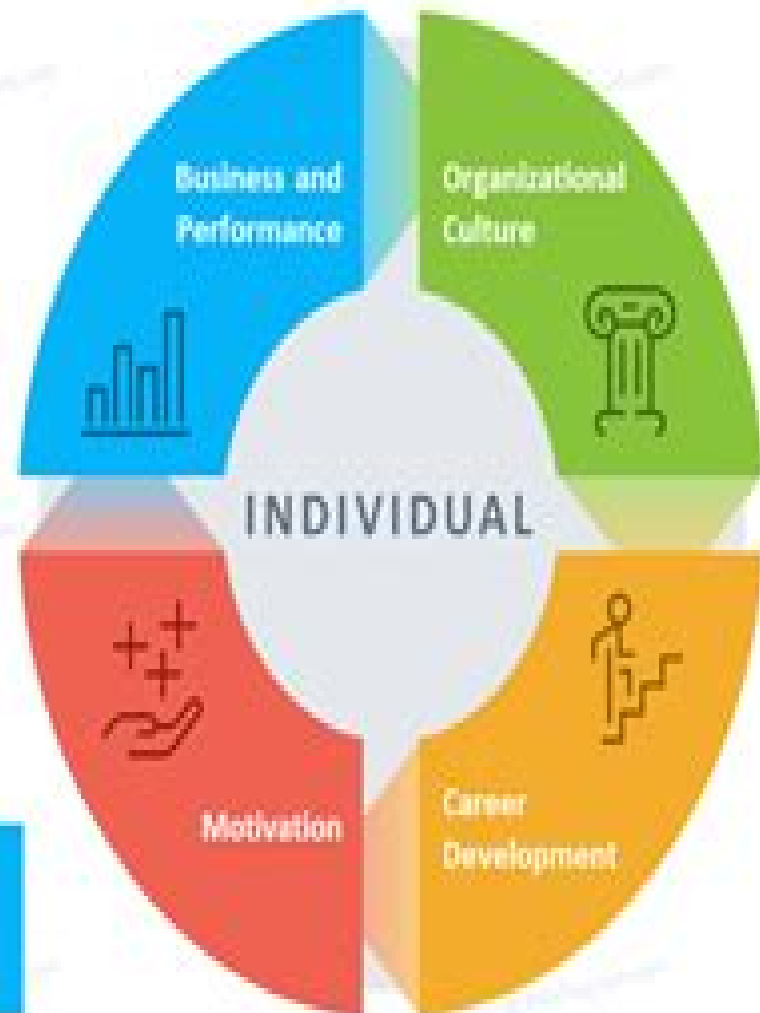 Business and
Performance
Organizational
Culture
INDIVIDUAL
Motivation
Career
Development